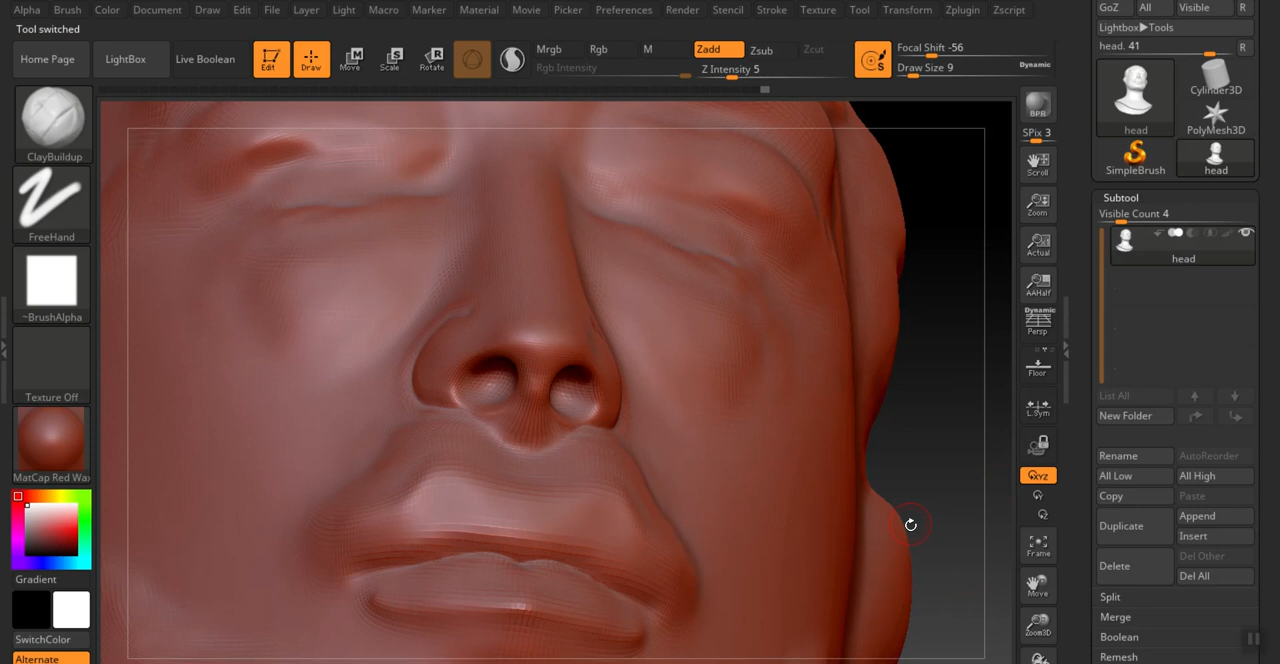 Alpha Brush Color Document Draw Edit File Layer Light Macro Marker Material Movie Picker Preferences Render Stencil Stroke Texture Tool Transform Zplugin Zscript
Tool switched
Home Page
LightBox
Live Boolean
Edit
Draw
Move
Scale
Rotate
Mrgb Rgb M
Rgb Intensity
Zadd Zsub Zcut
Z Intensity 5
S
Focal Shift -56
Draw Size 9
Dynamic
ClayBuildup
FreeHand
~BrushAlpha
Texture Off
MatCap Red Wax
Gradient
SwitchColor
Alternate
BPR
SPix 3
Scroll
Zoom
Actual
AAHalf
Dynamic
Persp
Floor
L.Sym
XYZ
Frame
Move
Zoom3D
GoZ All Visible R
Lightbox▶Tools
head. 41 R
head
Cylinder3D
PolyMesh3D
SimpleBrush
head
Subtool
Visible Count 4
head
List All
New Folder
Rename AutoReorder
All Low All High
Copy Paste
Duplicate
Append
Insert
Delete
Del Other
Del All
Split
Merge
Boolean
Remesh